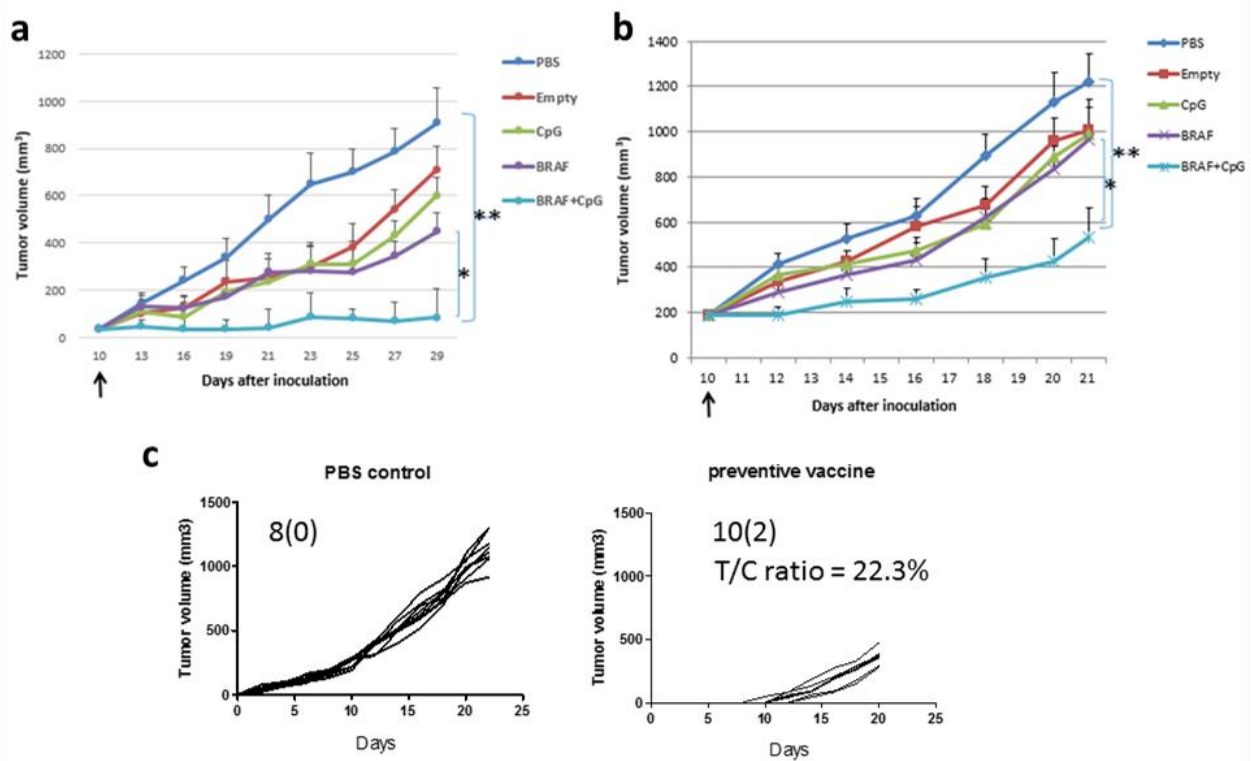 a
1200
1000
800
600
400
200
0
Tumor volume (mm³)
10 13 16 19 21 23 25 27 29
Days after inoculation
PBS
Empty
CpG
BRAF
BRAF+CpG
**
*
b
1400
1200
1000
800
600
400
200
0
Tumor volume (mm³)
10 11 12 13 14 15 16 17 18 19 20 21
Days after inoculation
PBS
Empty
CpG
BRAF
BRAF+CpG
**
*
c
PBS control
8(0)
1500
1000
500
0
Tumor volume (mm3)
0 5 10 15 20 25
Days
preventive vaccine
10(2)
T/C ratio = 22.3%
1500
1000
500
0
Tumor volume (mm3)
0 5 10 15 20 25
Days